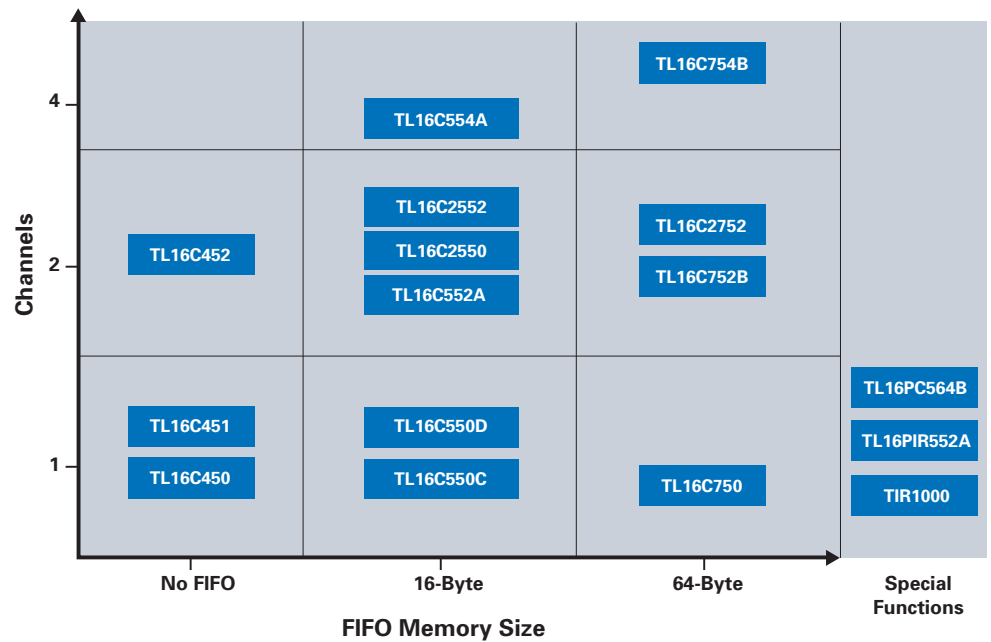 TL16C754B
4
TL16C554A
TL16C2552
TL16C2752
TL16C452
TL16C2550
Channels
2
TL16C752B
TL16C552A
TL16PC564B
TL16C451
TL16C550D
TL16PIR552A
1
TL16C450
TL16C550C
TL16C750
TIR1000
No FIFO
16-Byte
64-Byte
Special
Functions
FIFO Memory Size